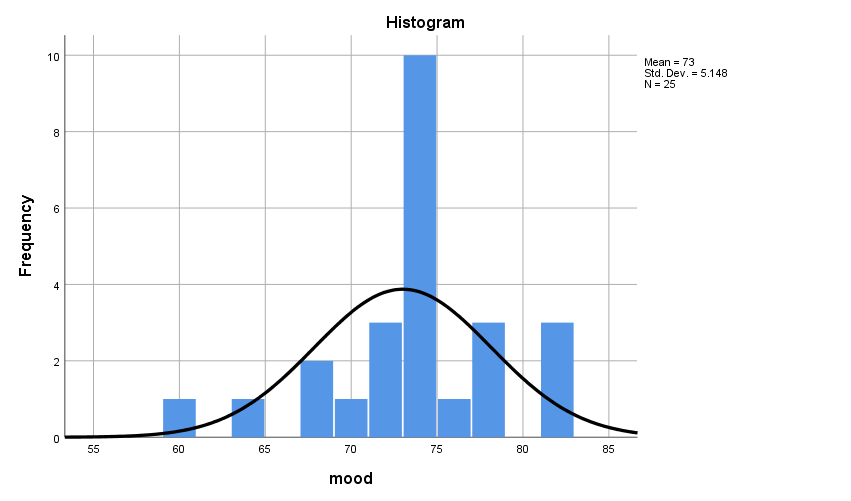 Histogram
Mean = 73
Std. Dev. = 5.148
N = 25
Frequency
10
8
6
4
2
0
55
60
65
70
75
80
85
mood